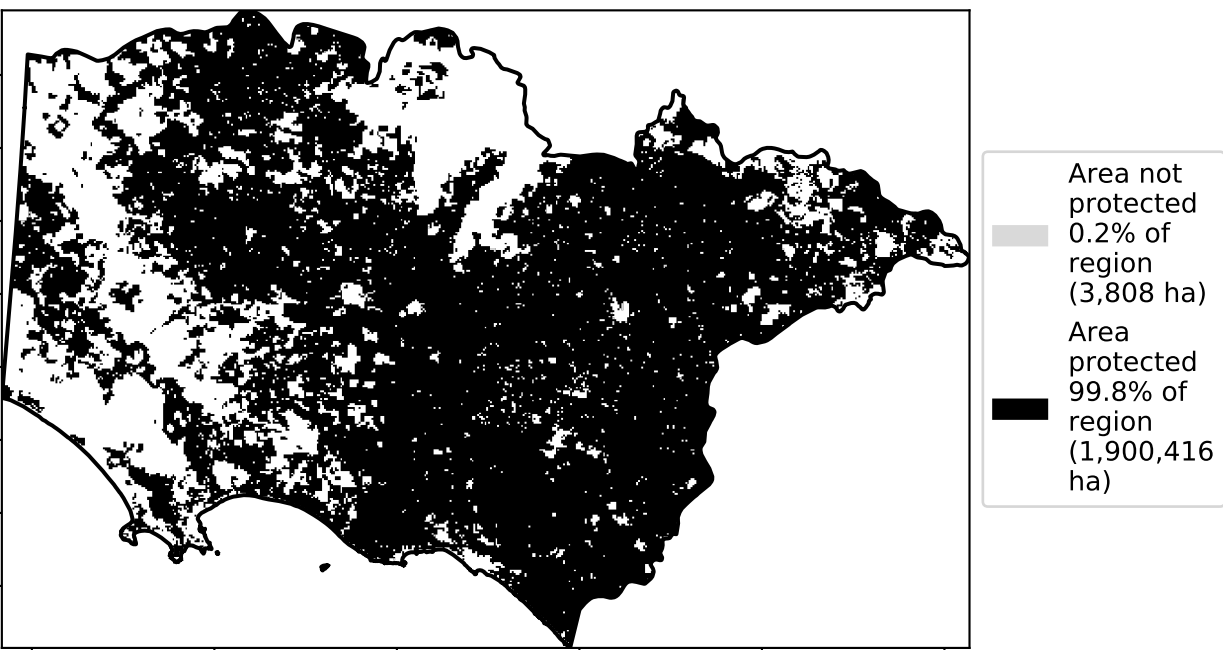 Area not
protected
0.2% of
region
(3,808 ha)
Area
protected
99.8% of
region
(1,900,416
ha)